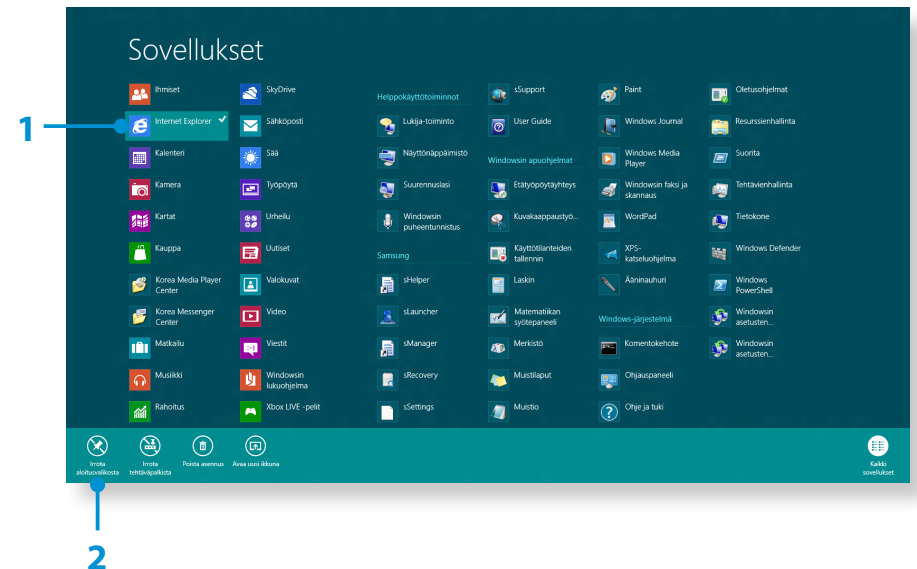 Sovellukset
Ihmiset
Internet Explorer
Kalenteri
Kamera
Kartat
Kauppa
Korea Media Player
Center
Korea Messenger
Center
Matkailu
Musiikki
Rahoitus
SkyDrive
Sähköposti
Sää
Työpöytä
Urheilu
Uutiset
Valokuvat
Video
Viestit
Windowsin
lukuohjelma
Xbox LIVE -pelit
Helppokäyttötoiminnot
Lukija-toiminto
Näyttönäppäimistö
Suurennuslasi
Windowsin
puheentunnistus
Samsung
sHelper
sLauncher
sManager
sRecovery
sSettings
sSupport
User Guide
Windowsin apuohjelmat
Etätyöpöytäyhteys
Kuvakaappaustyö...
Käyttötilanteiden
tallennin
Laskin
Matematiikan
syötepaneeli
Merkistö
Muistilaput
Muistio
Paint
Windows Journal
Windows Media
Player
Windowsin faksi ja
skannaus
WordPad
XPS-
katseluohjelma
Ääninauhuri
Windows-järjestelmä
Komentokehote
Ohjauspaneeli
Ohje ja tuki
Oletusohjelmat
Resurssienhallinta
Suorita
Tehtävienhallinta
Tietokone
Windows Defender
Windows
PowerShell
Windowsin
asetusten...
Windowsin
asetusten...
Irrota
aloitusvalikosta
Irrota
tehtäväpalkista
Poista asennus
Avaa uusi ikkuna
Kaikki
sovellukset
1
2